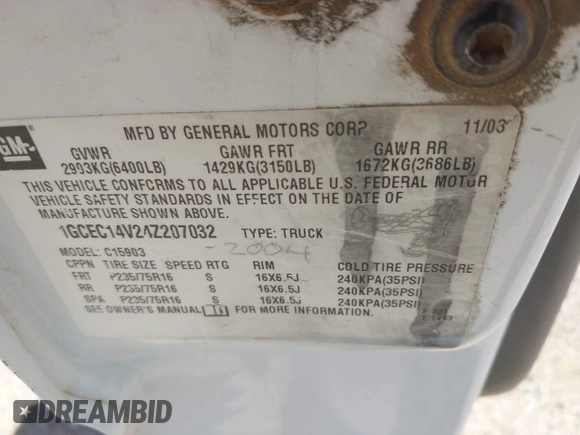 GM
MFD BY GENERAL MOTORS CORP 11/03
GVWR GAWR FRT GAWR RR
2903KG(6400LB) 1429KG(3150LB) 1672KG(3686LB)
THIS VEHICLE CONFORMS TO ALL APPLICABLE U.S. FEDERAL MOTOR
VEHICLE SAFETY STANDARDS IN EFFECT ON THE DATE OF
MANUFACTURE SHOWN ABOVE.
1GCEC14V24Z207032 TYPE: TRUCK
MODEL: C15903 -2004
CPPN TIRE SIZE SPEED RTG RIM COLD TIRE PRESSURE
FRT P235/75R16 S 16X6.5J 240KPA(35PSI)
RR P235/75R16 S 16X6.5J 240KPA(35PSI)
SPA P235/75R16 S 16X6.5J 240KPA(35PSI)
SEE OWNER'S MANUAL FOR MORE INFORMATION.
DREAMBID